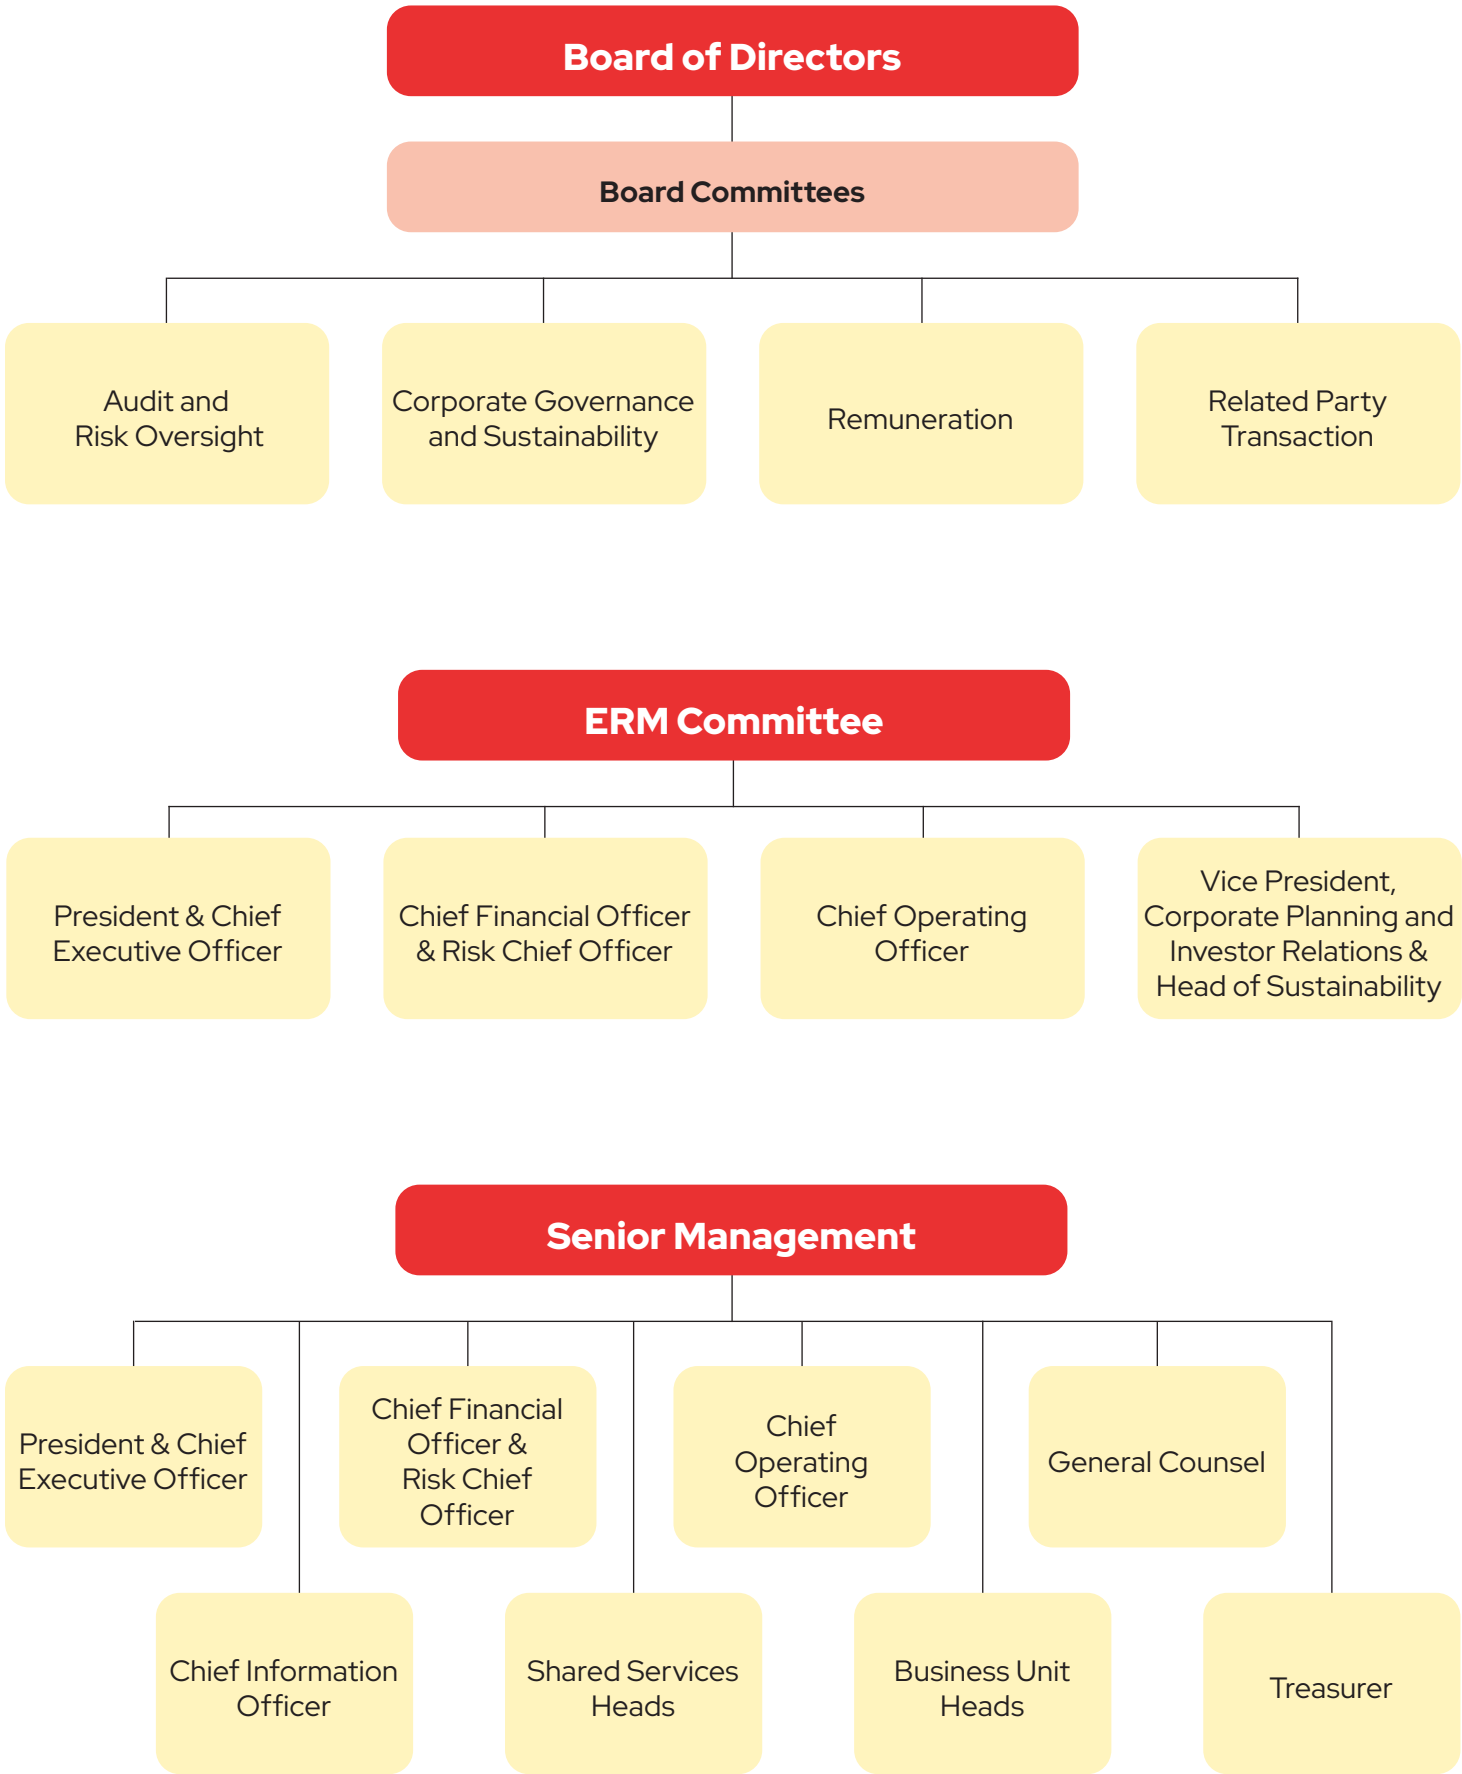 Board of Directors
Board Committees
Audit and
Risk Oversight
Corporate Governance
and Sustainability
Remuneration
Related Party
Transaction
ERM Committee
President & Chief
Executive Officer
Chief Financial Officer
& Risk Chief Officer
Chief Operating
Officer
Vice President,
Corporate Planning and
Investor Relations &
Head of Sustainability
Senior Management
President & Chief
Executive Officer
Chief Financial
Officer &
Risk Chief
Officer
Chief
Operating
Officer
General Counsel
Chief Information
Officer
Shared Services
Heads
Business Unit
Heads
Treasurer